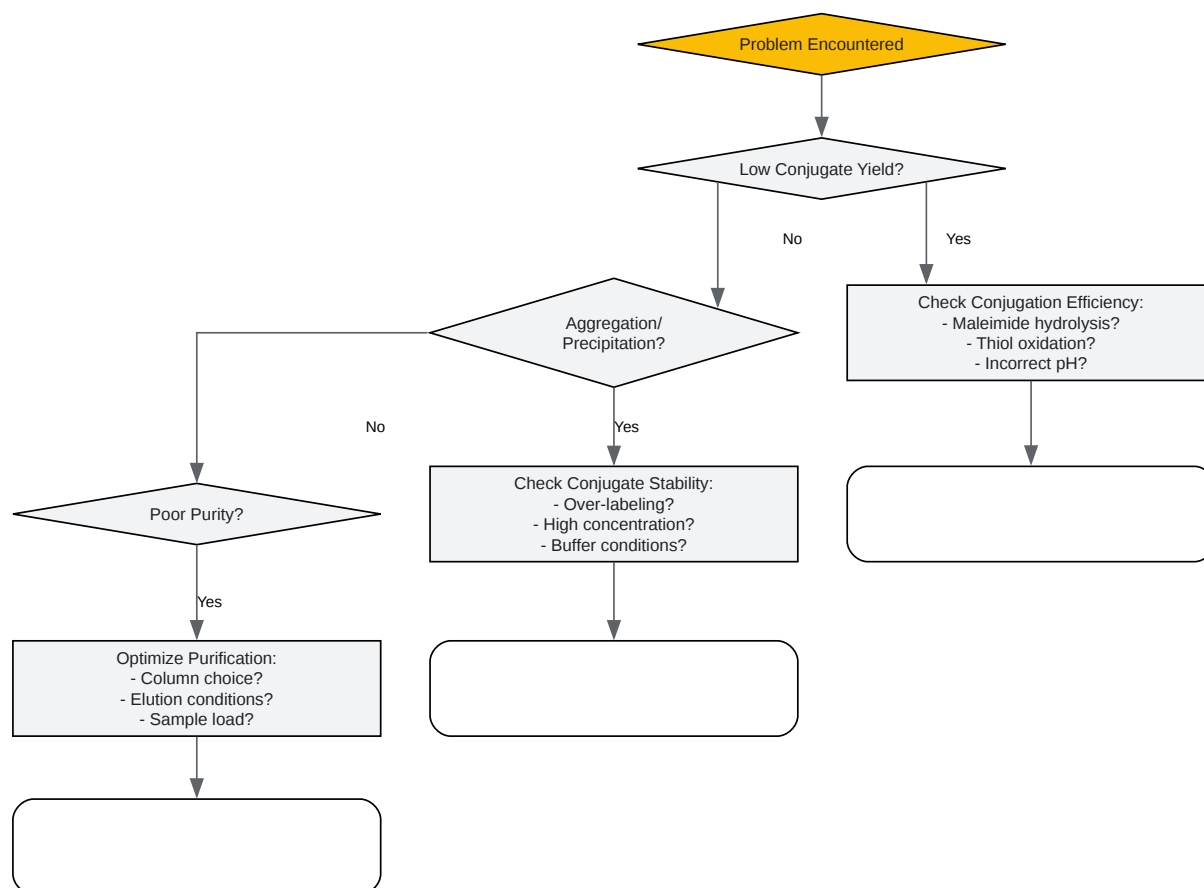 Problem Encountered
Low Conjugate Yield?
No
Yes
Check Conjugation Efficiency:
- Maleimide hydrolysis?
- Thiol oxidation?
- Incorrect pH?
Aggregation/
Precipitation?
No
Yes
Check Conjugate Stability:
- Over-labeling?
- High concentration?
- Buffer conditions?
Poor Purity?
Yes
Optimize Purification:
- Column choice?
- Elution conditions?
- Sample load?